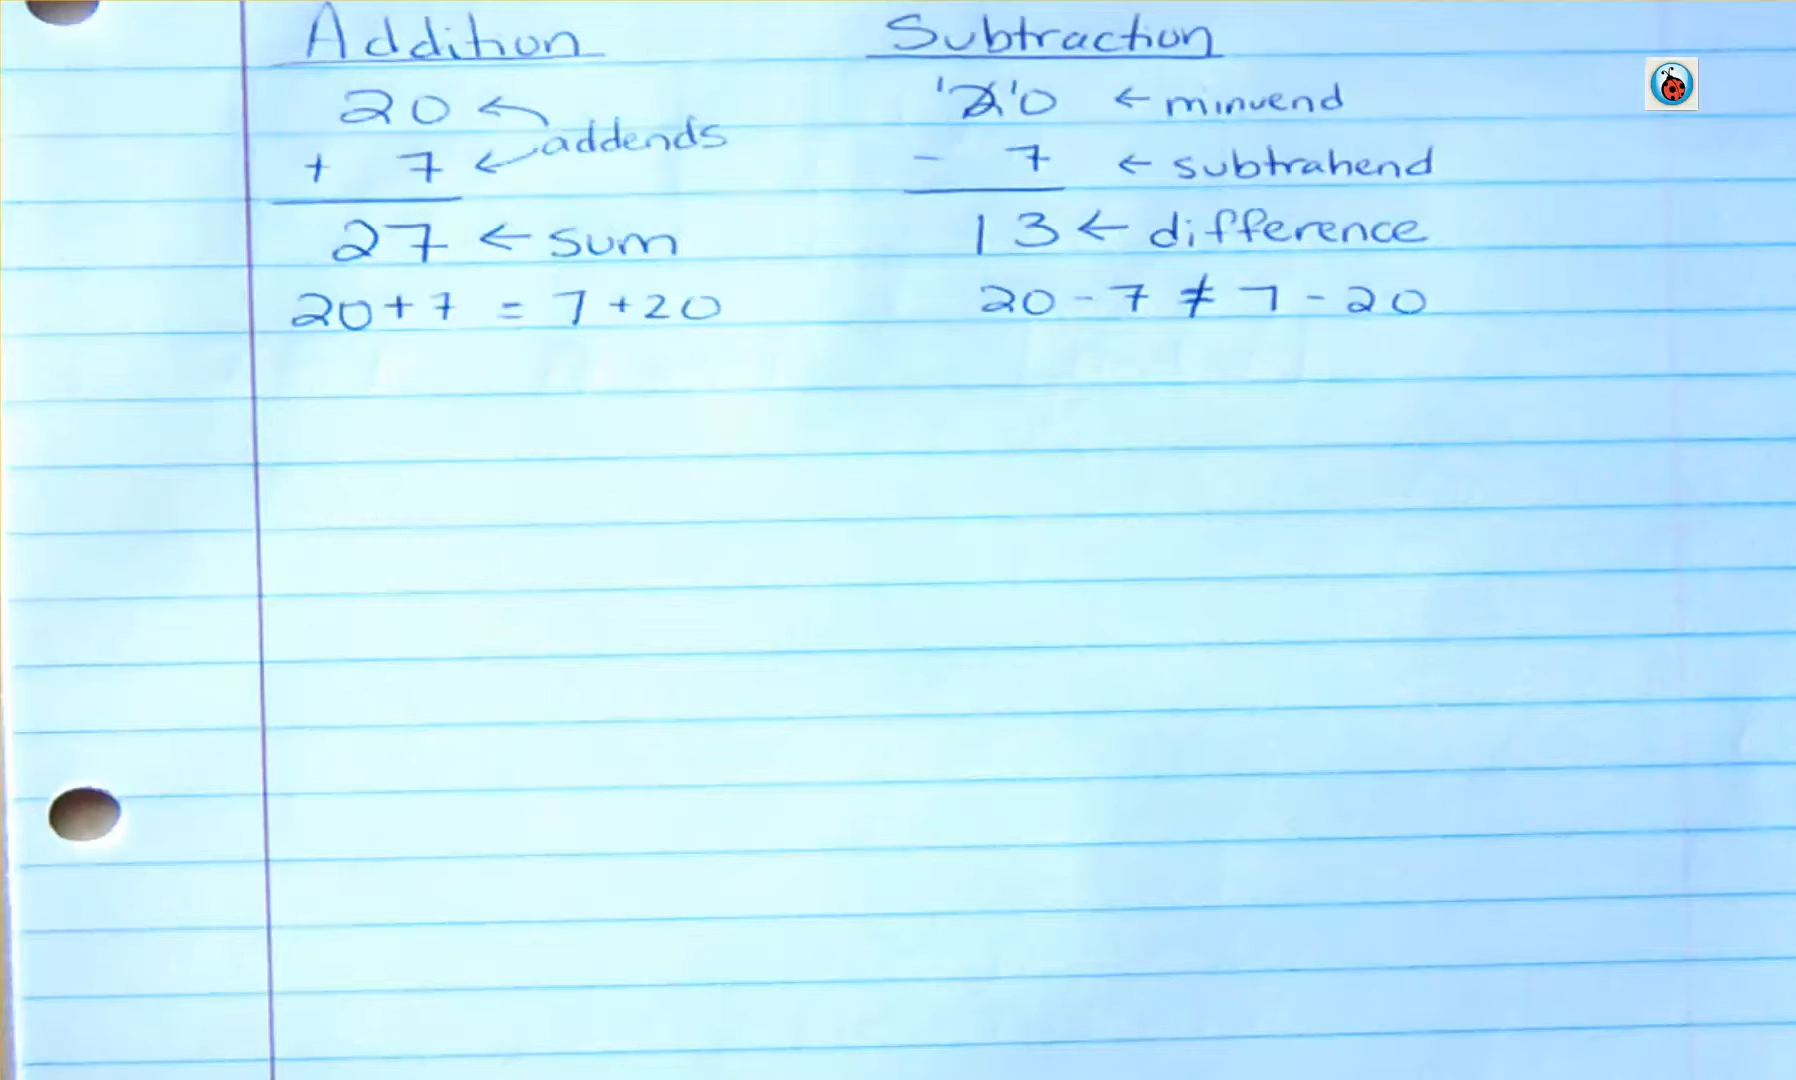 Addition
20 ←
+ 7 ← addends
27 ← sum
20 + 7 = 7 + 20
Subtraction
'2'0 ← minuend
- 7 ← subtrahend
13 ← difference
20 - 7 ≠ 7 - 20